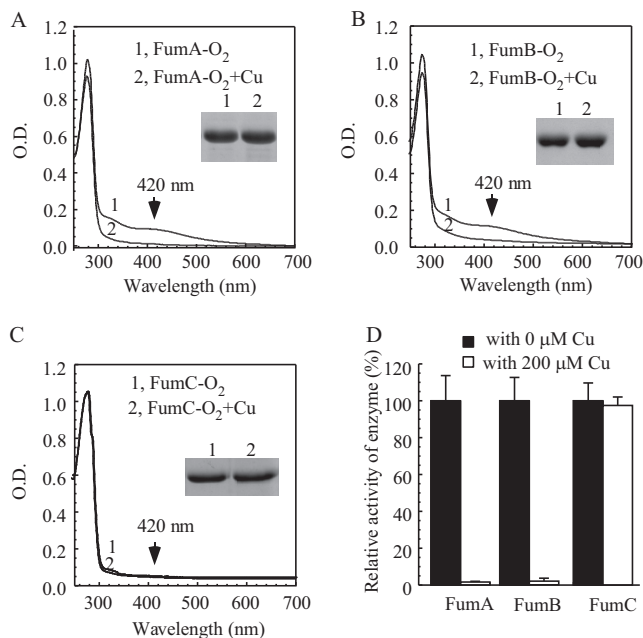 A
1, FumA-O₂
2, FumA-O₂+Cu
1 2
420 nm
1
2
O.D.
1.2
1.0
0.8
0.6
0.4
0.2
0.0
300 400 500 600 700
Wavelength (nm)
B
1, FumB-O₂
2, FumB-O₂+Cu
1 2
420 nm
1
2
O.D.
1.2
1.0
0.8
0.6
0.4
0.2
0.0
300 400 500 600 700
Wavelength (nm)
C
1, FumC-O₂
2, FumC-O₂+Cu
1 2
420 nm
1
2
O.D.
1.2
1.0
0.8
0.6
0.4
0.2
0.0
300 400 500 600 700
Wavelength (nm)
D
with 0 μM Cu
with 200 μM Cu
Relative activity of enzyme (%)
120
100
80
60
40
20
0
FumA FumB FumC